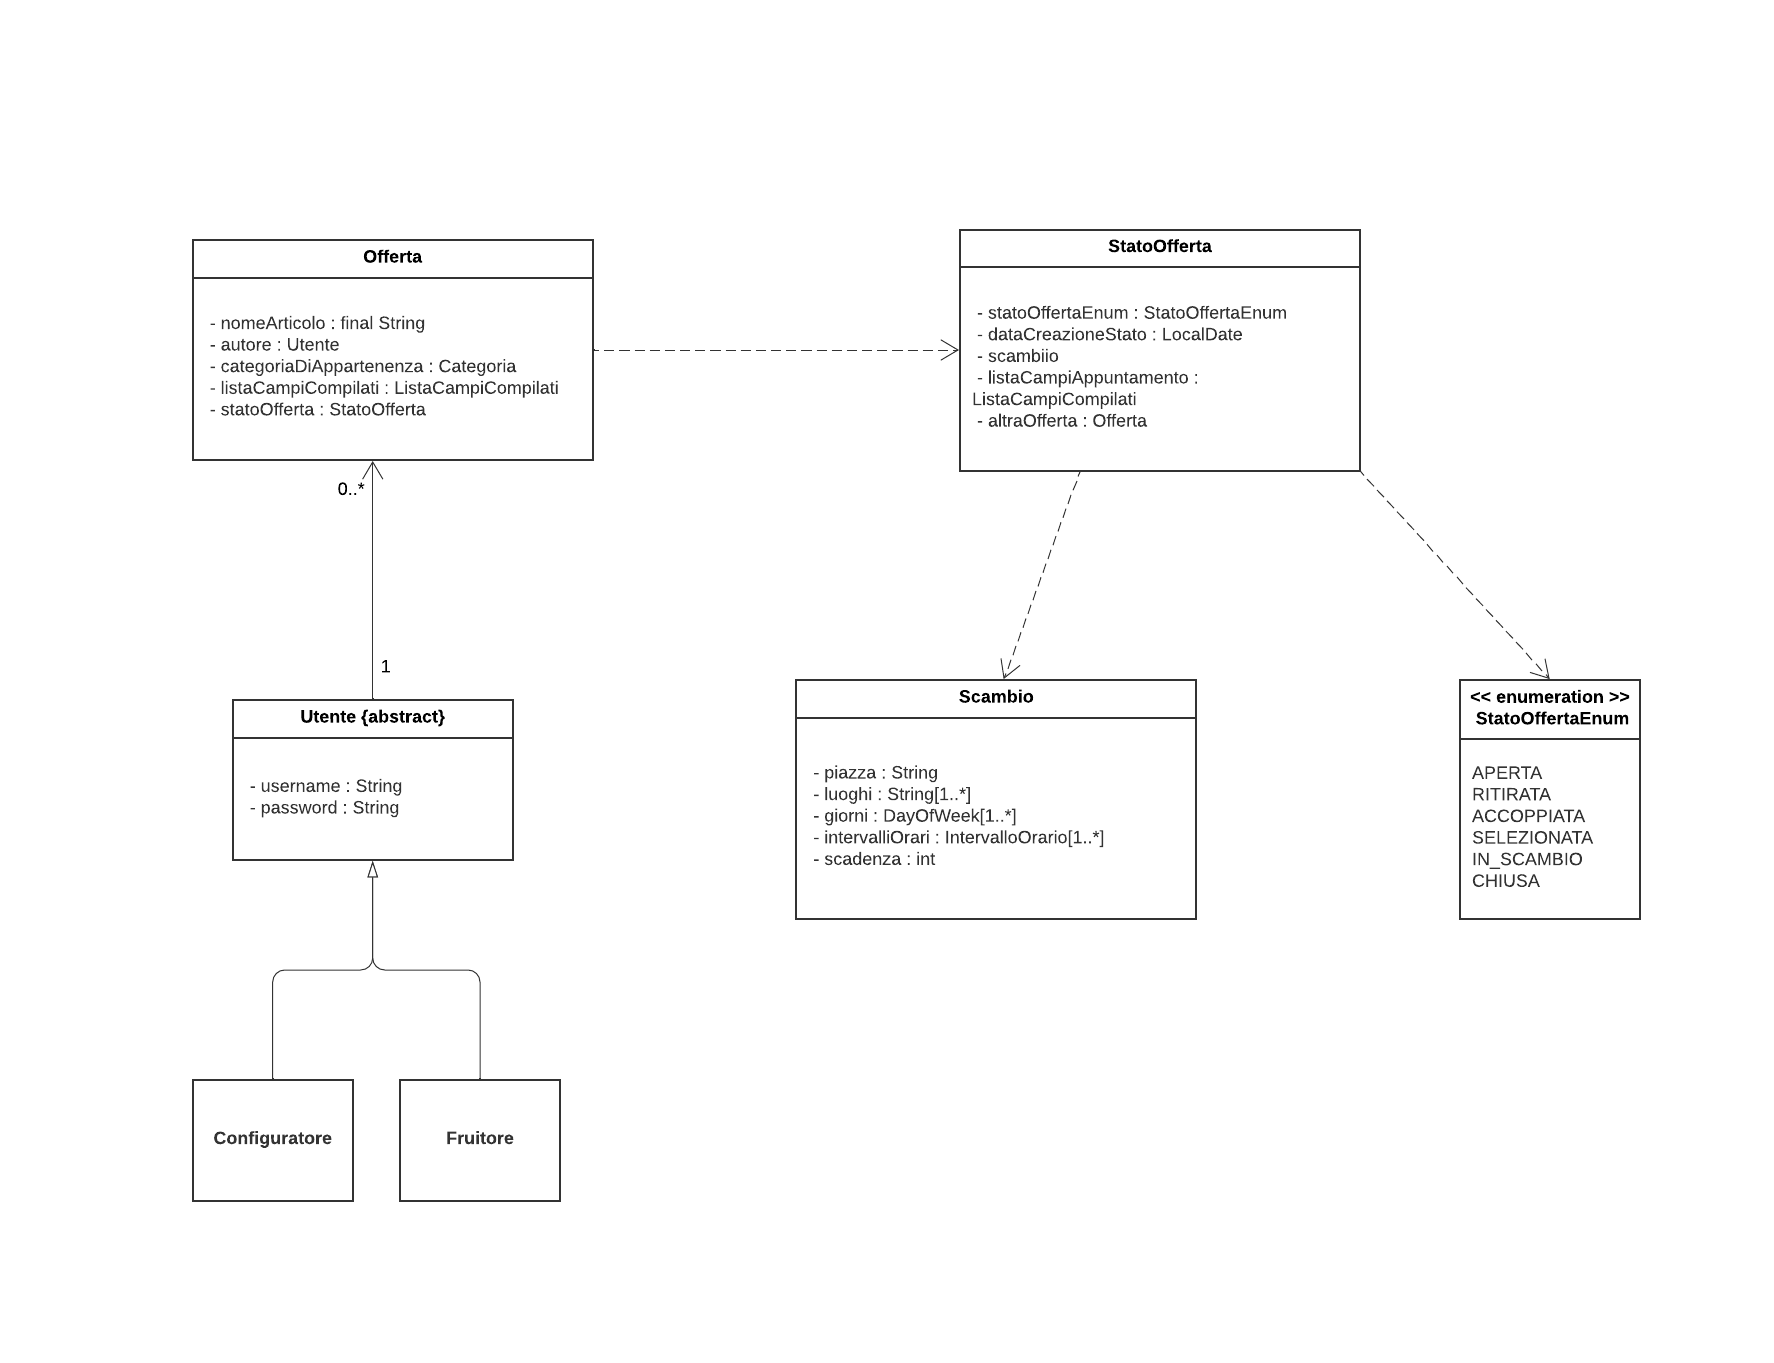 Offerta
- nomeArticolo : final String
- autore : Utente
- categoriaDiAppartenenza : Categoria
- listaCampiCompilati : ListaCampiCompilati
- statoOfferta : StatoOfferta
StatoOfferta
- statoOffertaEnum : StatoOffertaEnum
- dataCreazioneStato : LocalDate
- scambiio
- listaCampiAppuntamento :
ListaCampiCompilati
- altraOfferta : Offerta
0..*
1
Utente {abstract}
- username : String
- password : String
Scambio
- piazza : String
- luoghi : String[1..*]
- giorni : DayOfWeek[1..*]
- intervalliOrari : IntervalloOrario[1..*]
- scadenza : int
<< enumeration >>
StatoOffertaEnum
APERTA
RITIRATA
ACCOPPIATA
SELEZIONATA
IN_SCAMBIO
CHIUSA
Configuratore
Fruitore